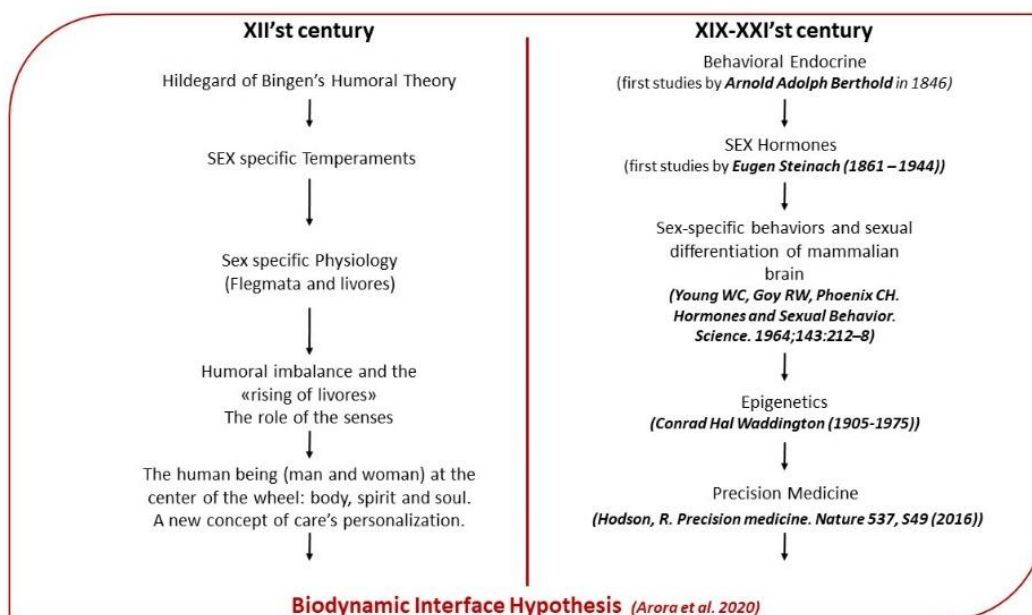 XII'st century
Hildegard of Bingen's Humoral Theory
SEX specific Temperaments
Sex specific Physiology
(Flegmata and livores)
Humoral imbalance and the
«rising of livores»
The role of the senses
The human being (man and woman) at the
center of the wheel: body, spirit and soul.
A new concept of care's personalization.
XIX-XXI'st century
Behavioral Endocrine
(first studies by Arnold Adolph Berthold in 1846)
SEX Hormones
(first studies by Eugen Steinach (1861 – 1944))
Sex-specific behaviors and sexual
differentiation of mammalian
brain
(Young WC, Goy RW, Phoenix CH.
Hormones and Sexual Behavior.
Science. 1964;143:212–8)
Epigenetics
(Conrad Hal Waddington (1905-1975))
Precision Medicine
(Hodson, R. Precision medicine. Nature 537, S49 (2016))
Biodynamic Interface Hypothesis (Arora et al. 2020)